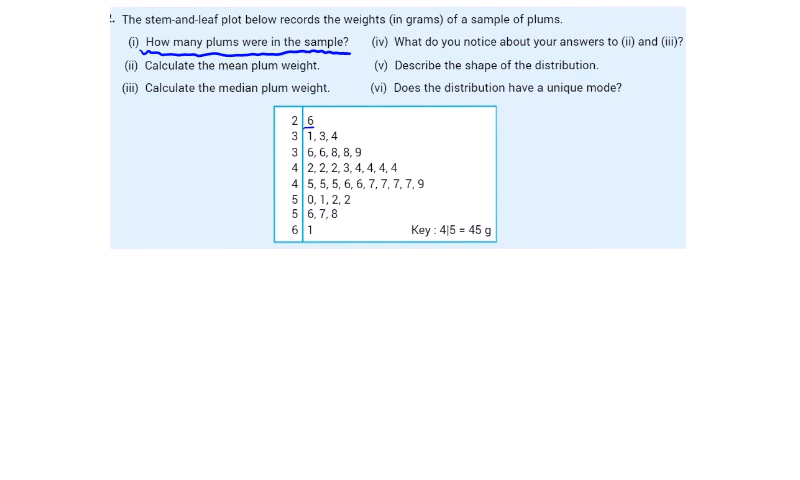 2. The stem-and-leaf plot below records the weights (in grams) of a sample of plums.
(i) How many plums were in the sample? (iv) What do you notice about your answers to (ii) and (iii)?
(ii) Calculate the mean plum weight. (v) Describe the shape of the distribution.
(iii) Calculate the median plum weight. (vi) Does the distribution have a unique mode?
2 6
3 1, 3, 4
3 6, 6, 8, 8, 9
4 2, 2, 2, 3, 4, 4, 4, 4
4 5, 5, 5, 6, 6, 7, 7, 7, 7, 9
5 0, 1, 2, 2
5 6, 7, 8
6 1 Key : 4|5 = 45 g